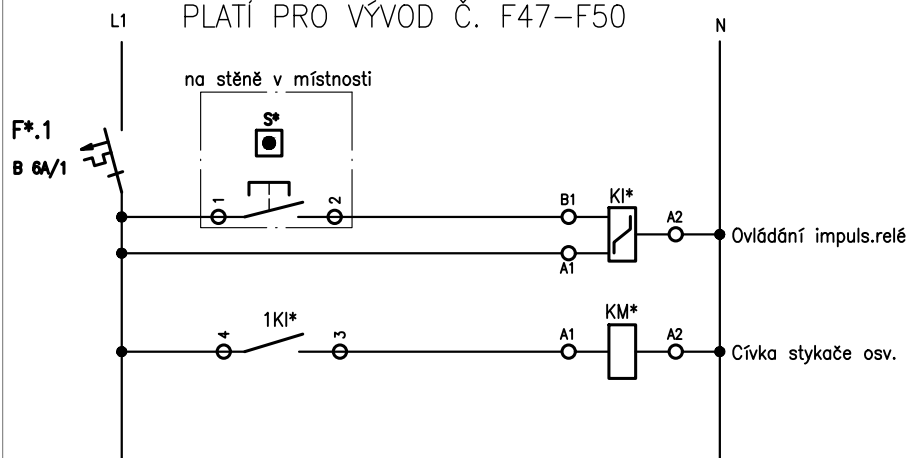 PLATÍ PRO VÝVOD Č. F47-F50
L1
N
na stěně v místnosti
S*
F*.1
B 6A/1
1
2
B1
KI*
A2
Ovládání impuls.relé
A1
1KI*
4
3
A1
KM*
A2
Cívka stykače osv.